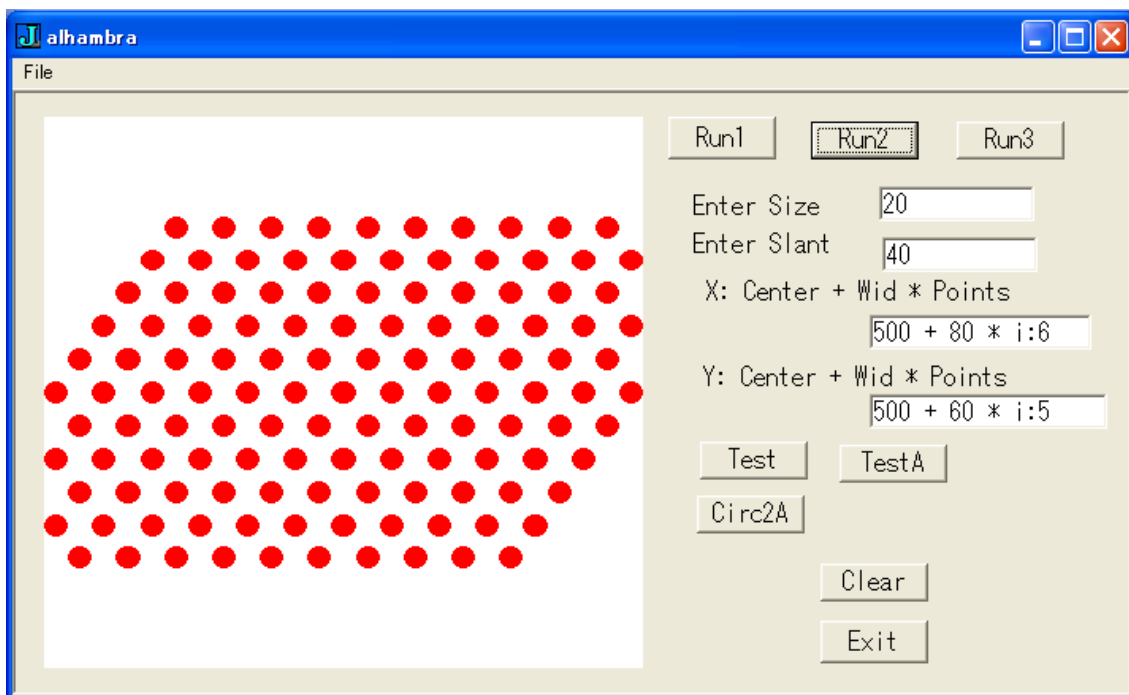 alhambra
File
Run1
Run2
Run3
Enter Size
20
Enter Slant
40
X: Center + Wid * Points
500 + 80 * i:6
Y: Center + Wid * Points
500 + 60 * i:5
Test
TestA
Circ2A
Clear
Exit